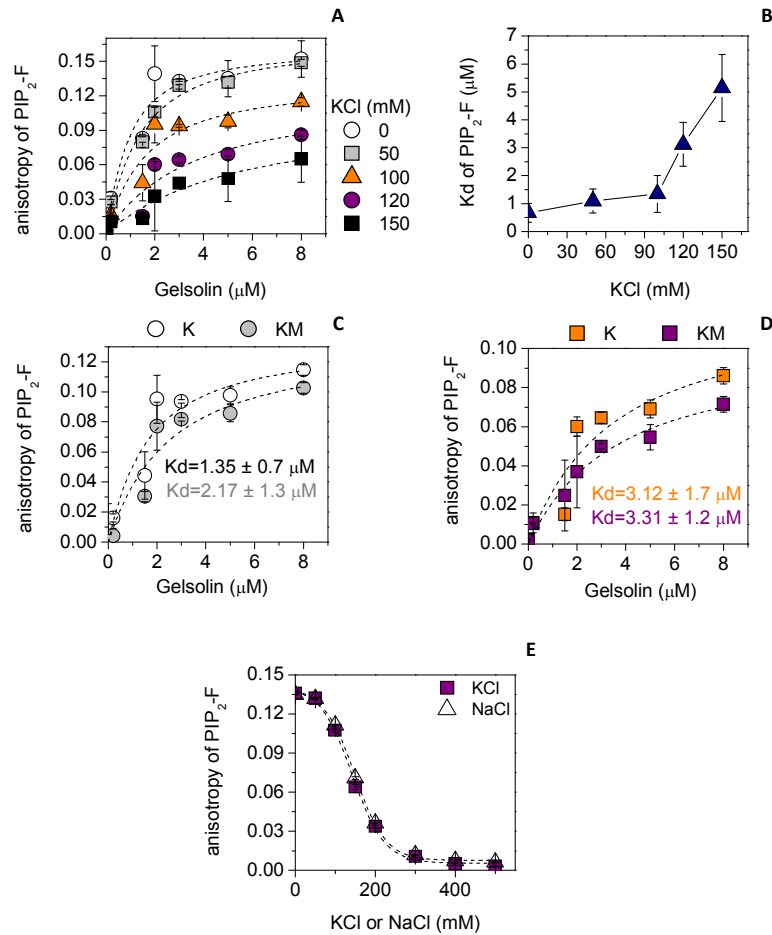 A
anisotropy of PIP₂-F
0.15
0.12
0.09
0.06
0.03
0.00
0 2 4 6 8
Gelsolin (μM)
KCl (mM)
0
50
100
120
150
B
Kd of PIP₂-F (μM)
7
6
5
4
3
2
1
0
0 30 60 90 120 150
KCl (mM)
K KM C
anisotropy of PIP₂-F
0.12
0.10
0.08
0.06
0.04
0.02
0.00
Kd=1.35 ± 0.7 μM
Kd=2.17 ± 1.3 μM
0 2 4 6 8
Gelsolin (μM)
D
K KM
anisotropy of PIP₂-F
0.10
0.08
0.06
0.04
0.02
0.00
Kd=3.12 ± 1.7 μM
Kd=3.31 ± 1.2 μM
0 2 4 6 8
Gelsolin (μM)
E
anisotropy of PIP₂-F
0.15
0.12
0.09
0.06
0.03
0.00
KCl
NaCl
0 200 400
KCl or NaCl (mM)